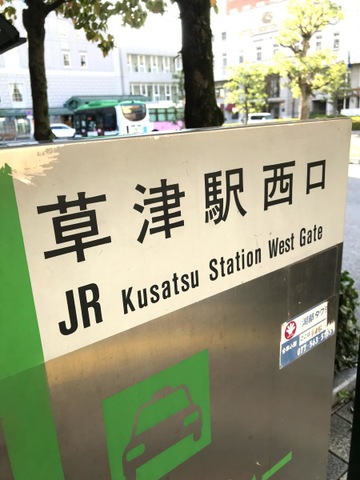 草津駅西口
JR Kusatsu Station West Gate